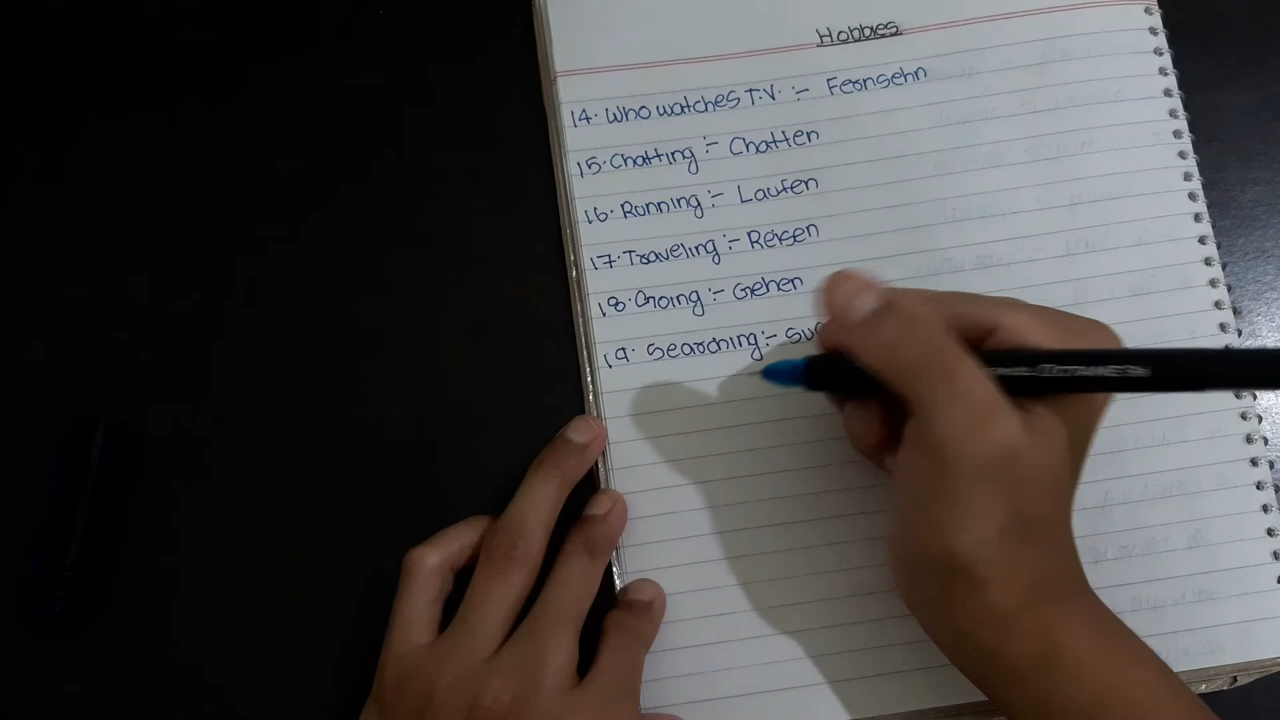 Hobbies
14. Who watches T.V. :- Fernsehn
15. Chatting :- Chatten
16. Running :- Laufen
17. Traveling :- Reisen
18. Going :- Gehen
19. Searching :-